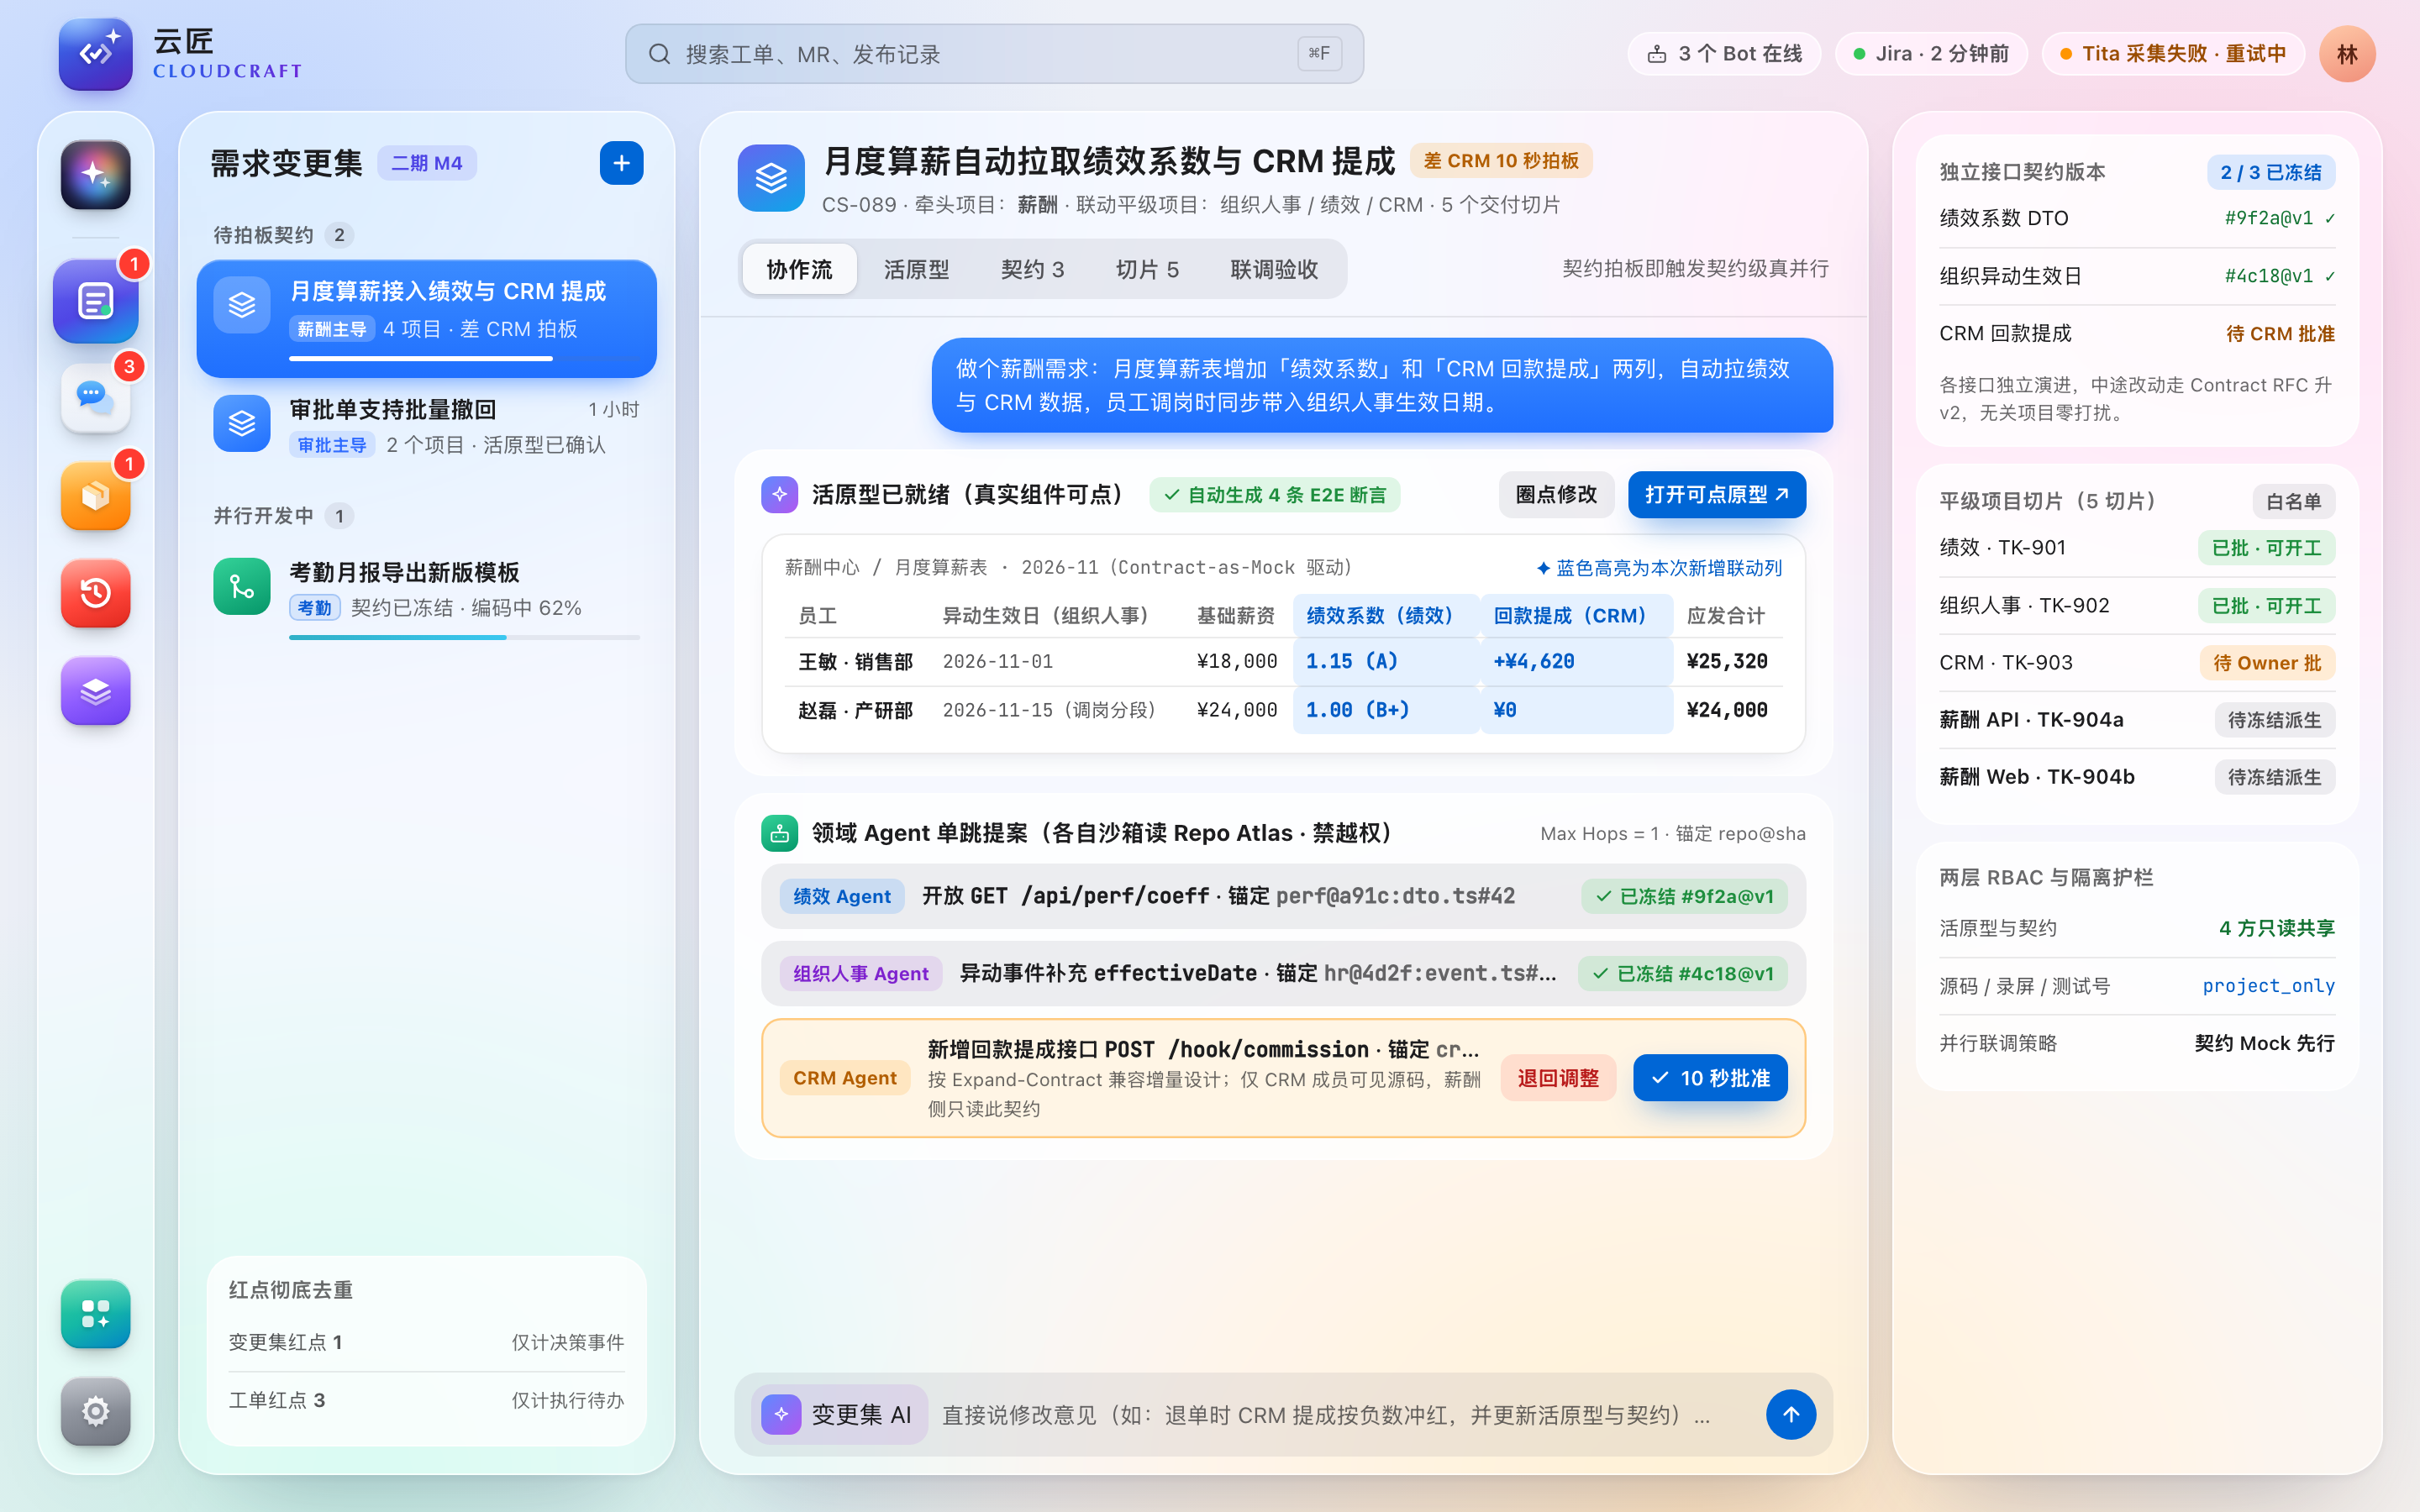 云匠
CLOUDCRAFT
搜索工单、MR、发布记录
⌘F
3 个 Bot 在线
Jira · 2 分钟前
Tita 采集失败 · 重试中
林
1
3
1
需求变更集
二期 M4
待拍板契约 2
月度算薪接入绩效与 CRM 提成
薪酬主导 4 项目 · 差 CRM 拍板
审批单支持批量撤回 1 小时
审批主导 2 个项目 · 活原型已确认
并行开发中 1
考勤月报导出新版模板
考勤 契约已冻结 · 编码中 62%
红点彻底去重
变更集红点 1 仅计决策事件
工单红点 3 仅计执行待办
月度算薪自动拉取绩效系数与 CRM 提成
差 CRM 10 秒拍板
CS-089 · 牵头项目：薪酬 · 联动平级项目：组织人事 / 绩效 / CRM · 5 个交付切片
协作流 活原型 契约 3 切片 5 联调验收
契约拍板即触发契约级真并行
做个薪酬需求：月度算薪表增加「绩效系数」和「CRM 回款提成」两列，自动拉绩效
与 CRM 数据，员工调岗时同步带入组织人事生效日期。
活原型已就绪（真实组件可点）
✓ 自动生成 4 条 E2E 断言
圈点修改
打开可点原型 ↗
薪酬中心 / 月度算薪表 · 2026-11（Contract-as-Mock 驱动）
✦ 蓝色高亮为本次新增联动列
员工 异动生效日（组织人事） 基础薪资 绩效系数（绩效） 回款提成（CRM） 应发合计
王敏 · 销售部 2026-11-01 ¥18,000 1.15 (A) +¥4,620 ¥25,320
赵磊 · 产研部 2026-11-15（调岗分段） ¥24,000 1.00 (B+) ¥0 ¥24,000
领域 Agent 单跳提案（各自沙箱读 Repo Atlas · 禁越权）
Max Hops = 1 · 锚定 repo@sha
绩效 Agent 开放 GET /api/perf/coeff · 锚定 perf@a91c:dto.ts#42 ✓ 已冻结 #9f2a@v1
组织人事 Agent 异动事件补充 effectiveDate · 锚定 hr@4d2f:event.ts#... ✓ 已冻结 #4c18@v1
CRM Agent
新增回款提成接口 POST /hook/commission · 锚定 cr...
按 Expand-Contract 兼容增量设计；仅 CRM 成员可见源码，薪酬
侧只读此契约
退回调整
✓ 10 秒批准
变更集 AI
直接说修改意见（如：退单时 CRM 提成按负数冲红，并更新活原型与契约）...
独立接口契约版本 2 / 3 已冻结
绩效系数 DTO #9f2a@v1 ✓
组织异动生效日 #4c18@v1 ✓
CRM 回款提成 待 CRM 批准
各接口独立演进，中途改动走 Contract RFC 升
v2，无关项目零打扰。
平级项目切片（5 切片） 白名单
绩效 · TK-901 已批 · 可开工
组织人事 · TK-902 已批 · 可开工
CRM · TK-903 待 Owner 批
薪酬 API · TK-904a 待冻结派生
薪酬 Web · TK-904b 待冻结派生
两层 RBAC 与隔离护栏
活原型与契约 4 方只读共享
源码 / 录屏 / 测试号 project_only
并行联调策略 契约 Mock 先行